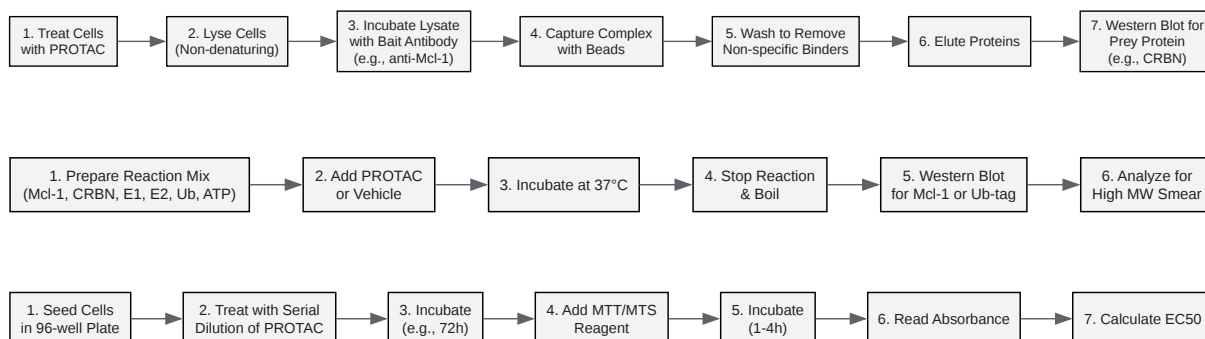 1. Treat Cells
with PROTAC
2. Lyse Cells
(Non-denaturing)
3. Incubate Lysate
with Bait Antibody
(e.g., anti-Mcl-1)
4. Capture Complex
with Beads
5. Wash to Remove
Non-specific Binders
6. Elute Proteins
7. Western Blot for
Prey Protein
(e.g., CRBN)
1. Prepare Reaction Mix
(Mcl-1, CRBN, E1, E2, Ub, ATP)
2. Add PROTAC
or Vehicle
3. Incubate at 37°C
4. Stop Reaction
& Boil
5. Western Blot
for Mcl-1 or Ub-tag
6. Analyze for
High MW Smear
1. Seed Cells
in 96-well Plate
2. Treat with Serial
Dilution of PROTAC
3. Incubate
(e.g., 72h)
4. Add MTT/MTS
Reagent
5. Incubate
(1-4h)
6. Read Absorbance
7. Calculate EC50